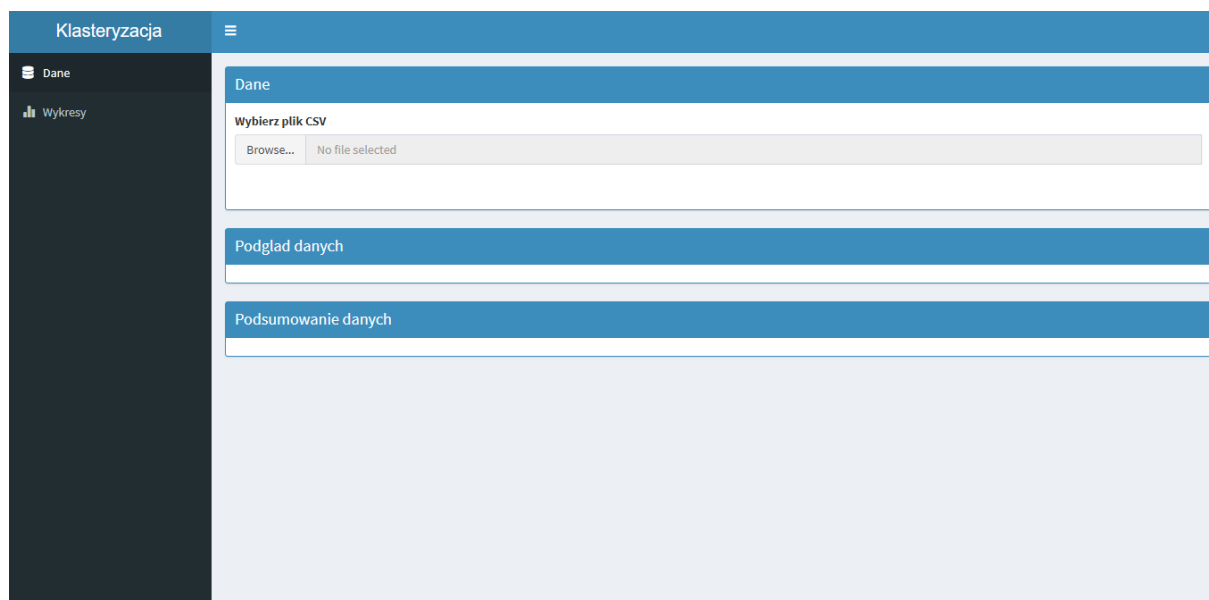 Klasteryzacja
Dane
Wykresy
Dane
Wybierz plik CSV
Browse... No file selected
Podglad danych
Podsumowanie danych